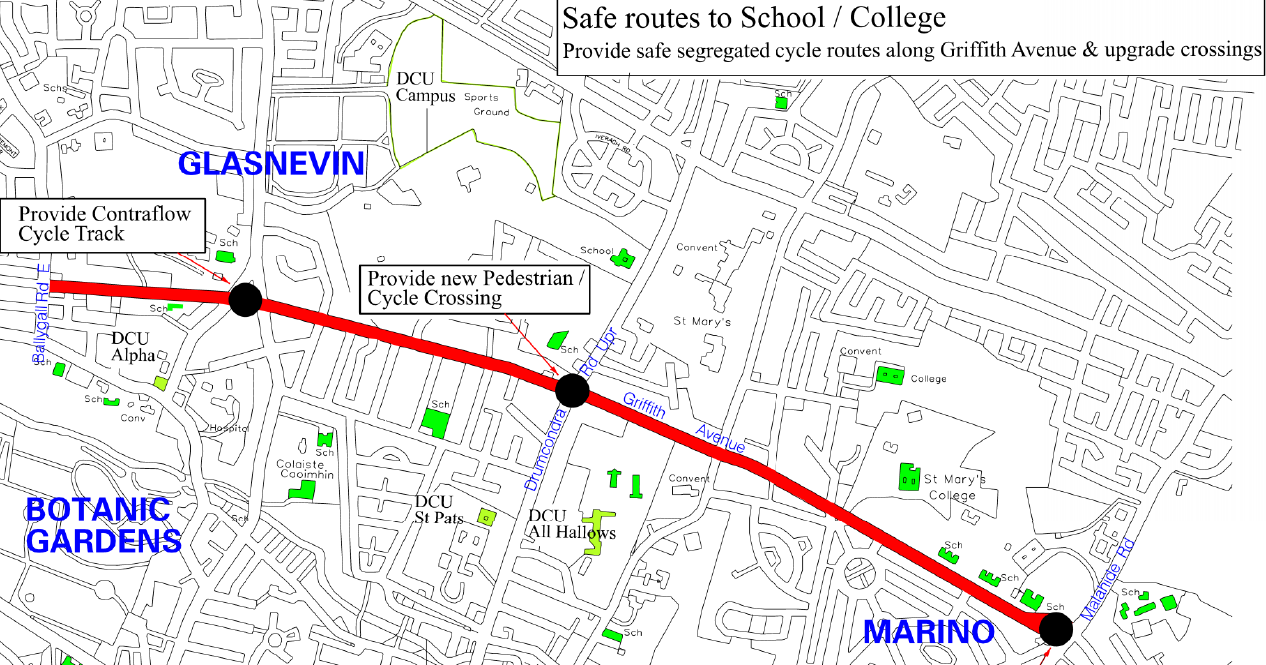 Safe routes to School / College
Provide safe segregated cycle routes along Griffith Avenue & upgrade crossings
DCU
Campus
Sports
Ground
Schs
Sch
IVERAGH RD
GLASNEVIN
Provide Contraflow
Cycle Track
Sch
School
Convent
Provide new Pedestrian /
Cycle Crossing
Ballygall Rd E
Sch
St Mary's
DCU
Alpha
Sch
Drumcondra Rd Upr
Convent
College
Sch
Griffith Avenue
Sch
Conv
Sch
Hospital
Sch
Colaiste
Caoimhin
Convent
St Mary's
College
BOTANIC
GARDENS
Sch
DCU
St Pats
DCU
All Hallows
Sch
Sch
Malahide Rd
Sch
Sch
MARINO
Sch